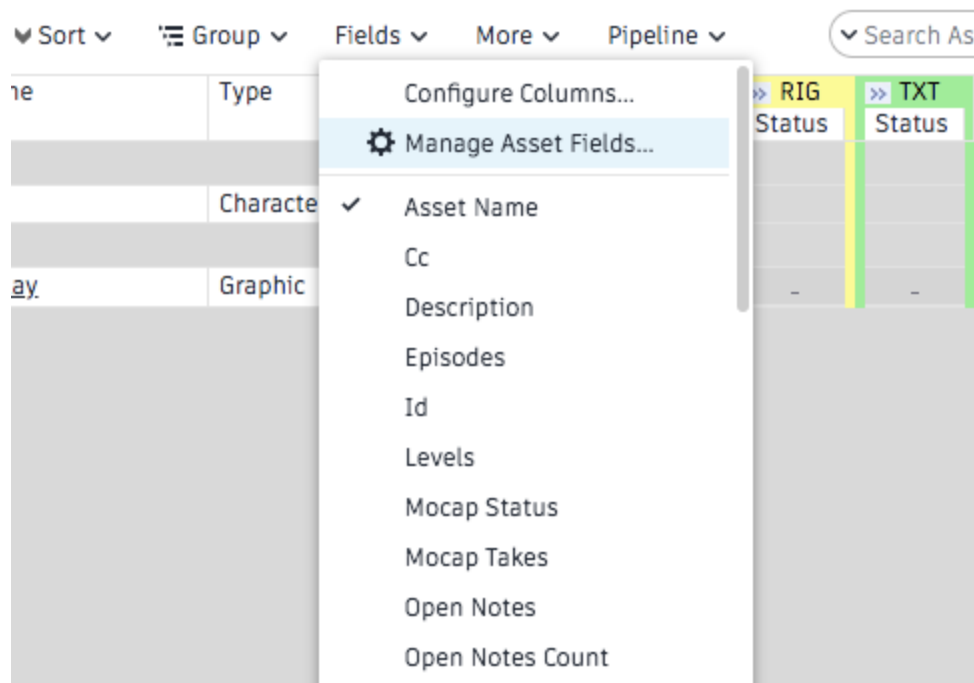 Sort Group Fields More Pipeline Search As
ne Type RIG TXT
Configure Columns...
Status Status
Manage Asset Fields...
Characte Asset Name
Cc
ay Graphic - -
Description
Episodes
Id
Levels
Mocap Status
Mocap Takes
Open Notes
Open Notes Count